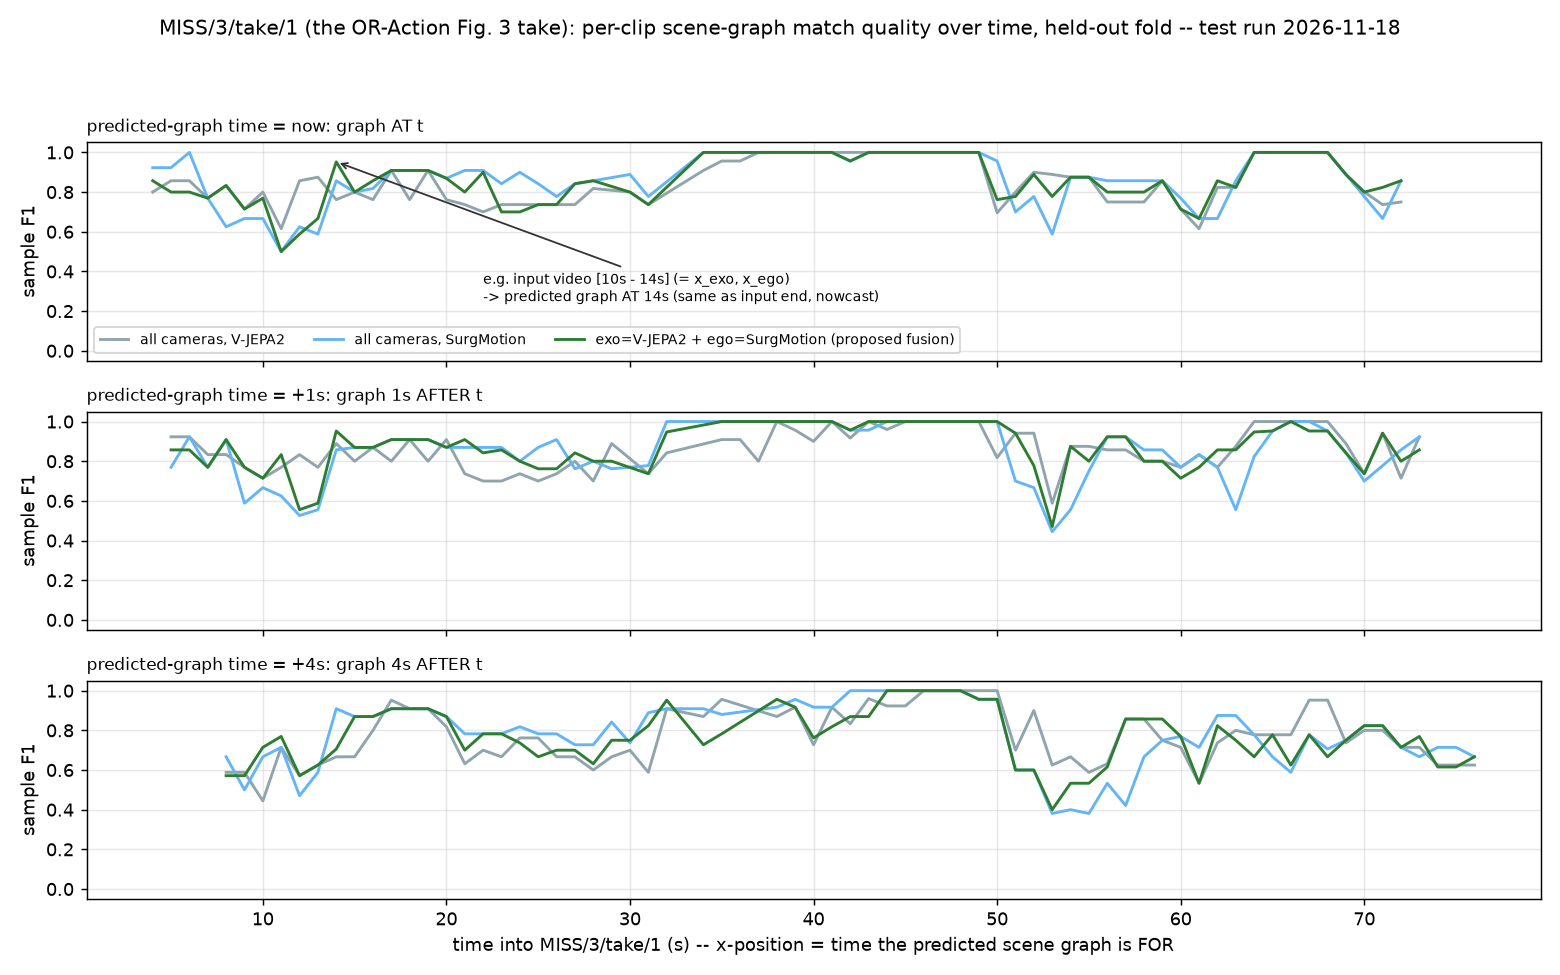 MISS/3/take/1 (the OR-Action Fig. 3 take): per-clip scene-graph match quality over time, held-out fold -- test run 2026-11-18
predicted-graph time = now: graph AT t
1.0
0.8
0.6
0.4
0.2
0.0
sample F1
e.g. input video [10s - 14s] (= x_exo, x_ego)
-> predicted graph AT 14s (same as input end, nowcast)
all cameras, V-JEPA2
all cameras, SurgMotion
exo=V-JEPA2 + ego=SurgMotion (proposed fusion)
predicted-graph time = +1s: graph 1s AFTER t
1.0
0.8
0.6
0.4
0.2
0.0
sample F1
predicted-graph time = +4s: graph 4s AFTER t
1.0
0.8
0.6
0.4
0.2
0.0
sample F1
10 20 30 40 50 60 70
time into MISS/3/take/1 (s) -- x-position = time the predicted scene graph is FOR